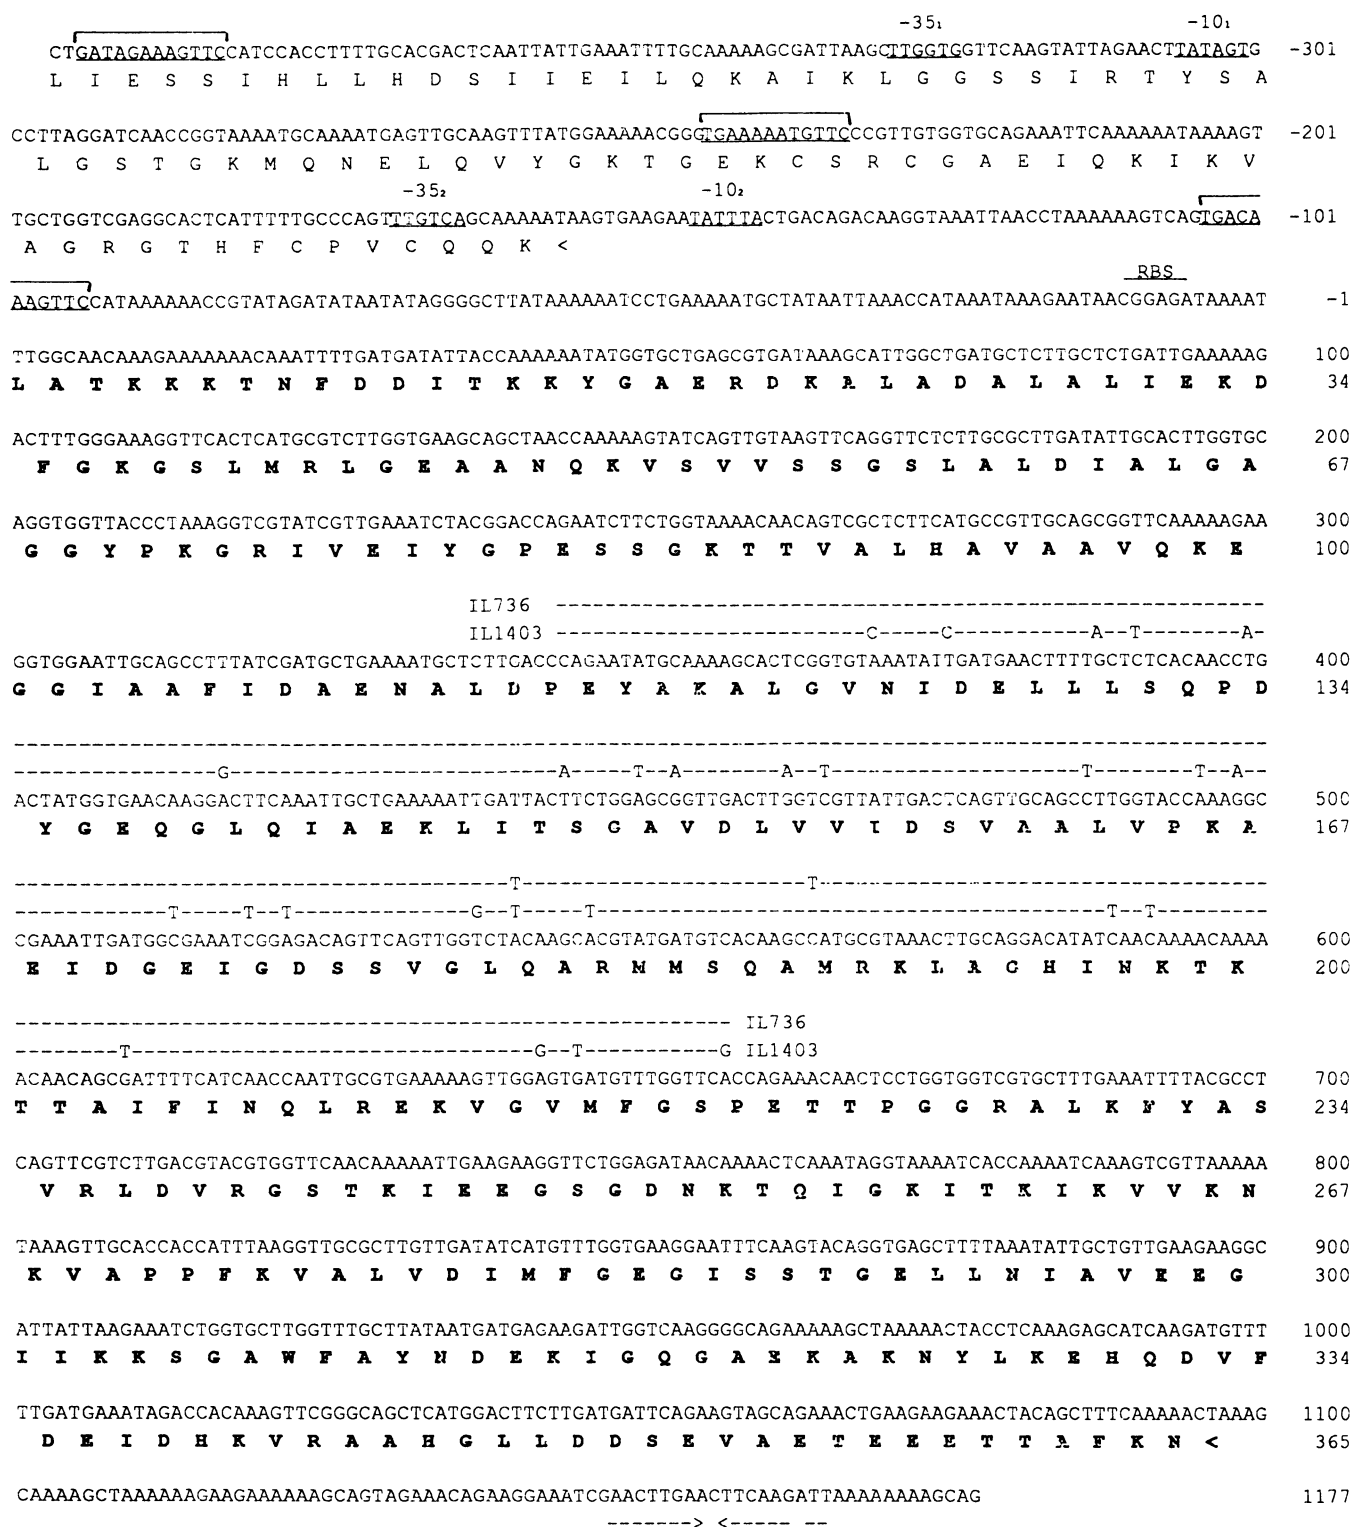 -35₁ -10₁
CTGATAGAAAGTTCCATCCACCTTTTGCACGACTCAATTATTGAAATTTTGCAAAAAGCGATTAAGCTTGGTGGTTCAAGTATTAGAACTTATAGTG -301
L I E S S I H L L H D S I I E I L Q K A I K L G G S S I R T Y S A
CCTTAGGATCAACCGGTAAAATGCAAAATGAGTTGCAAGTTTATGGAAAAACGGGTGAAAAATGTTCCCGTTGTGGTGCAGAAATTCAAAAAATAAAAGT -201
L G S T G K M Q N E L Q V Y G K T G E K C S R C G A E I Q K I K V
-35₂ -10₂
TGCTGGTCGAGGCACTCATTTTTGCCCAGTTTGTCAGCAAAAATAAGTGAAGAATATTTACTGACAGACAAGGTAAATTAACCTAAAAAAGTCAGTGACA -101
A G R G T H F C P V C Q Q K <
RBS
AAGTTCCATAAAAAACCGTATAGATATAATATAGGGGCTTATAAAAAATCCTGAAAAATGCTATAATTAAACCATAAATAAAGAATAACGGAGATAAAAT -1
TTGGCAACAAAGAAAAAAACAAATTTTGATGATATTACCAAAAAATATGGTGCTGAGCGTGATAAAGCATTGGCTGATGCTCTTGCTCTGATTGAAAAAG 100
L A T K K K T N F D D I T K K Y G A E R D K A L A D A L A L I E K D 34
ACTTTGGGAAAGGTTCACTCATGCGTCTTGGTGAAGCAGCTAACCAAAAAGTATCAGTTGTAAGTTCAGGTTCTCTTGCGCTTGATATTGCACTTGGTGC 200
F G K G S L M R L G E A A N Q K V S V V S S G S L A L D I A L G A 67
AGGTGGTTACCCTAAAGGTCGTATCGTTGAAATCTACGGACCAGAATCTTCTGGTAAAACAACAGTCGCTCTTCATGCCGTTGCAGCGGTTCAAAAAGAA 300
G G Y P K G R I V E I Y G P E S S G K T T V A L H A V A A V Q K E 100
IL736 ---------------------------------------------------------
IL1403 -------------------------C-----C-----------A--T--------A-
GGTGGAATTGCAGCCTTTATCGATGCTGAAAATGCTCTTGACCCAGAATATGCAAAAGCACTCGGTGTAAATATTGATGAACTTTTGCTCTCACAACCTG 400
G G I A A F I D A E N A L D P E Y A K A L G V N I D E L L L S Q P D 134
----------------------------------------------------------------------------------------------------
----------------G---------------------------A-----T--A--------A--T--------------------T--------T--A--
ACTATGGTGAACAAGGACTTCAAATTGCTGAAAAATTGATTACTTCTGGAGCGGTTGACTTGGTCGTTATTGACTCAGTTGCAGCCTTGGTACCAAAGGC 500
Y G E Q G L Q I A E K L I T S G A V D L V V I D S V A A L V P K A 167
----------------------------------------T-----------------------T------------------------------------
------------T-----T--T--------------G--T-----T-----------------------------------------T--T---------
CGAAATTGATGGCGAAATCGGAGACAGTTCAGTTGGTCTACAAGCACGTATGATGTCACAAGCCATGCGTAAACTTGCAGGACATATCAACAAAACAAAA 600
E I D G E I G D S S V G L Q A R M M S Q A M R K L A G H I N K T K 200
---------------------------------------------------------- IL736
---------T--------------------------------G--T-----------G IL1403
ACAACAGCGATTTTCATCAACCAATTGCGTGAAAAAGTTGGAGTGATGTTTGGTTCACCAGAAACAACTCCTGGTGGTCGTGCTTTGAAATTTTACGCCT 700
T T A I F I N Q L R E K V G V M F G S P E T T P G G R A L K F Y A S 234
CAGTTCGTCTTGACGTACGTGGTTCAACAAAAATTGAAGAAGGTTCTGGAGATAACAAAACTCAAATAGGTAAAATCACCAAAATCAAAGTCGTTAAAAA 800
V R L D V R G S T K I E E G S G D N K T Q I G K I T K I K V V K N 267
TAAAGTTGCACCACCATTTAAGGTTGCGCTTGTTGATATCATGTTTGGTGAAGGAATTTCAAGTACAGGTGAGCTTTTAAATATTGCTGTTGAAGAAGGC 900
K V A P P F K V A L V D I M F G E G I S S T G E L L N I A V E E G 300
ATTATTAAGAAATCTGGTGCTTGGTTTGCTTATAATGATGAGAAGATTGGTCAAGGGGCAGAAAAAGCTAAAAACTACCTCAAAGAGCATCAAGATGTTT 1000
I I K K S G A W F A Y N D E K I G Q G A E K A K N Y L K E H Q D V F 334
TTGATGAAATAGACCACAAAGTTCGGGCAGCTCATGGACTTCTTGATGATTCAGAAGTAGCAGAAACTGAAGAAGAAACTACAGCTTTCAAAAACTAAAG 1100
D E I D H K V R A A H G L L D D S E V A E T E E E T T A F K N < 365
CAAAAGCTAAAAAAGAAGAAAAAAGCAGTAGAAACAGAAGGAAATCGAACTTGAACTTCAAGATTAAAAAAAAGCAG 1177
-------> <----- --